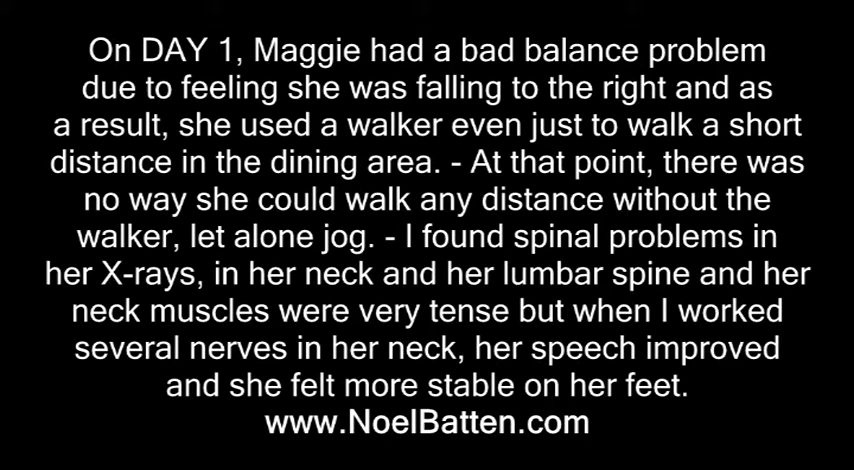 On DAY 1, Maggie had a bad balance problem
due to feeling she was falling to the right and as
a result, she used a walker even just to walk a short
distance in the dining area. - At that point, there was
no way she could walk any distance without the
walker, let alone jog. - I found spinal problems in
her X-rays, in her neck and her lumbar spine and her
neck muscles were very tense but when I worked
several nerves in her neck, her speech improved
and she felt more stable on her feet.
www.NoelBatten.com